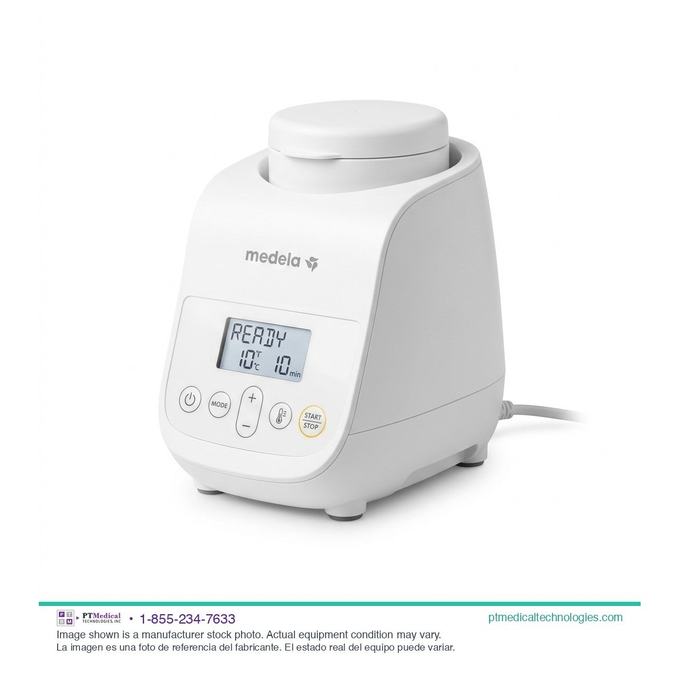 medela
READY
10 °F °C 10 min
MODE + − START STOP
PTMedical TECHNOLOGIES, INC • 1-855-234-7633 ptmedicaltechnologies.com
Image shown is a manufacturer stock photo. Actual equipment condition may vary.
La imagen es una foto de referencia del fabricante. El estado real del equipo puede variar.